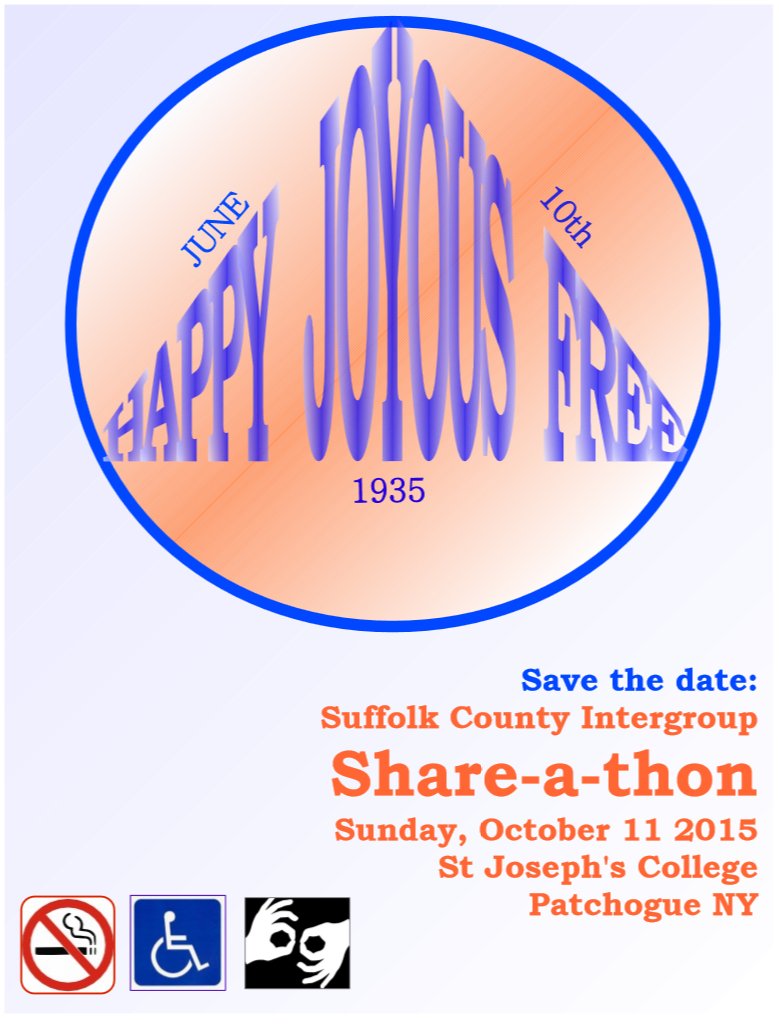 JUNE 10th
HAPPY JOYOUS FREE
1935
Save the date:
Suffolk County Intergroup
Share-a-thon
Sunday, October 11 2015
St Joseph's College
Patchogue NY